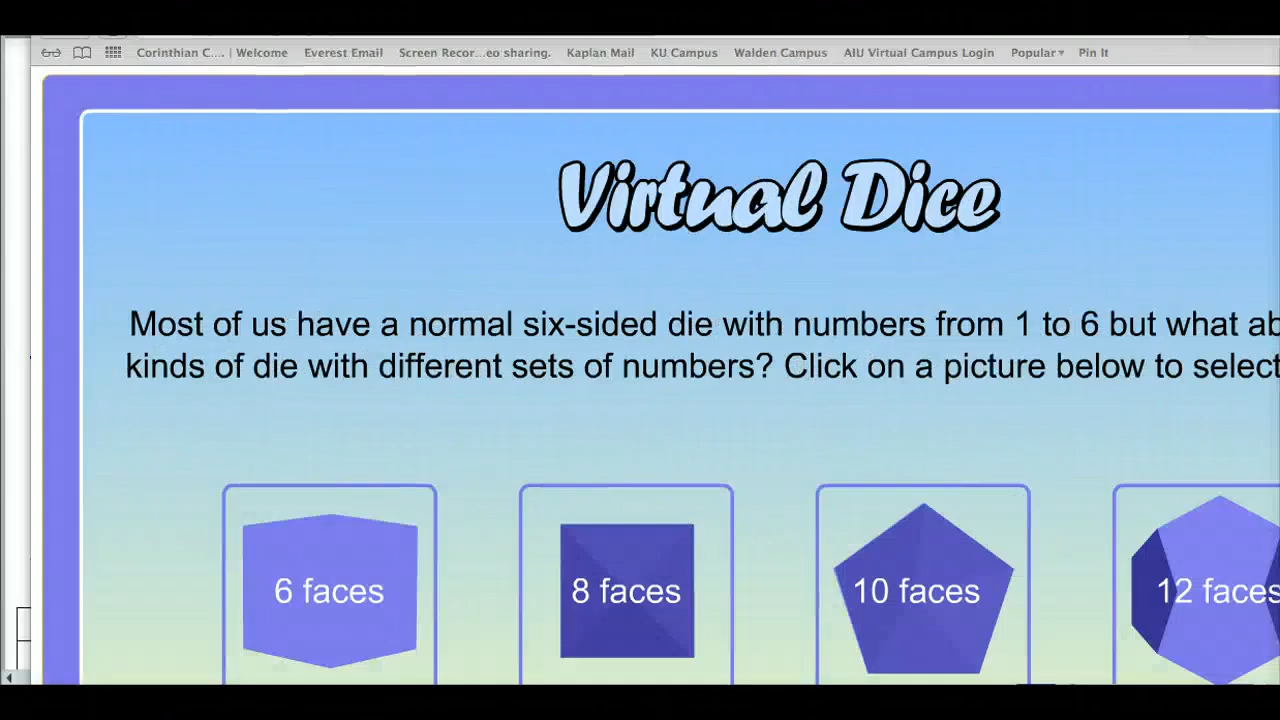 Corinthian C.... | Welcome Everest Email Screen Recor...eo sharing. Kaplan Mail KU Campus Walden Campus AIU Virtual Campus Login Popular Pin It
Virtual Dice
Most of us have a normal six-sided die with numbers from 1 to 6 but what
kinds of die with different sets of numbers? Click on a picture below to select
6 faces 8 faces 10 faces 12 faces